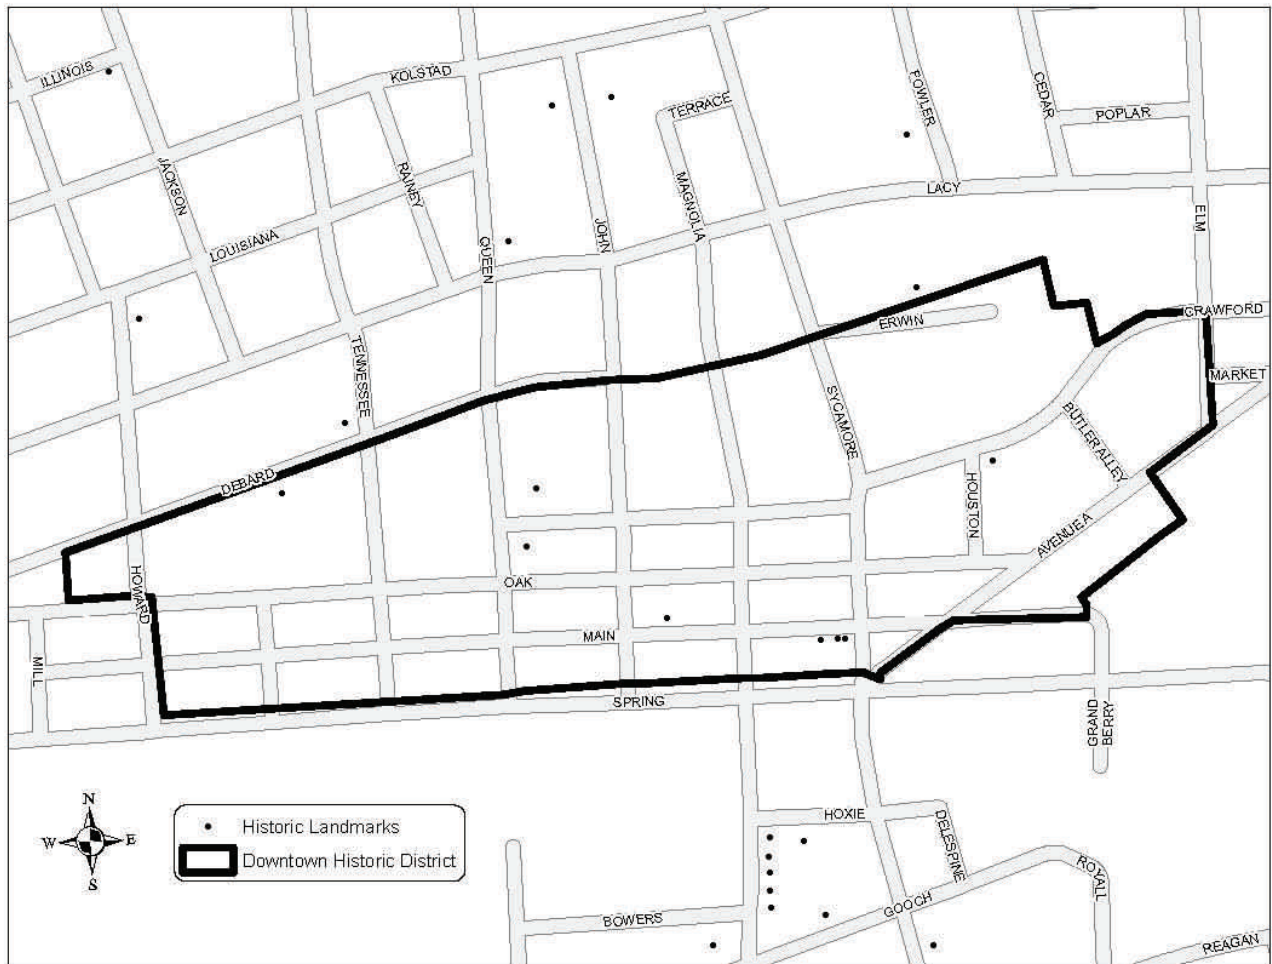 ILLINOIS
KOLSTAD
TERRACE
FOWLER
CEDAR
POPLAR
JACKSON
RAINEY
MAGNOLIA
LACY
LOUISIANA
QUEEN
JOHN
ELM
CRAWFORD
ERWIN
TENNESSEE
MARKET
SYCAMORE
BUTLER ALLEY
DEBARD
HOUSTON
AVENUE A
HOWARD
OAK
MAIN
MILL
SPRING
GRAND
BERRY
N
W E
S
Historic Landmarks
Downtown Historic District
HOXIE
DELESPINE
ROYALL
GOOCH
BOWERS
REAGAN